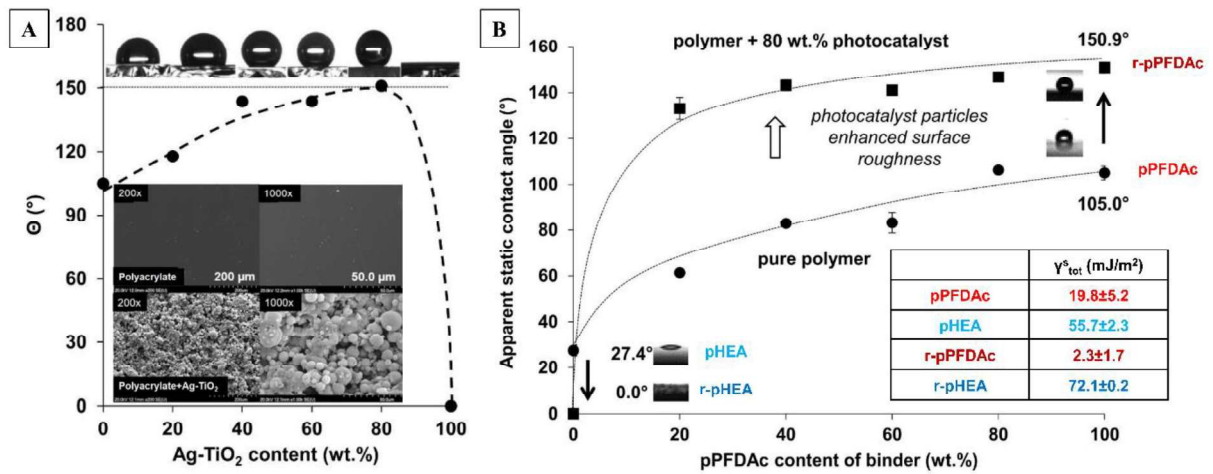 A
180
150
120
90
60
30
0
Θ (°)
200x
1000x
Polyacrylate
200 µm
50.0 µm
200x
1000x
Polyacrylate+Ag-TiO₂
0
20
40
60
80
100
Ag-TiO₂ content (wt.%)
B
160
140
120
100
80
60
40
20
0
Apparent static contact angle (°)
polymer + 80 wt.% photocatalyst
150.9°
r-pPFDAc
photocatalyst particles
enhanced surface
roughness
pPFDAc
105.0°
pure polymer
27.4°
pHEA
0.0°
r-pHEA
γˢtot (mJ/m²)
pPFDAc 19.8±5.2
pHEA 55.7±2.3
r-pPFDAc 2.3±1.7
r-pHEA 72.1±0.2
0
20
40
60
80
100
pPFDAc content of binder (wt.%)